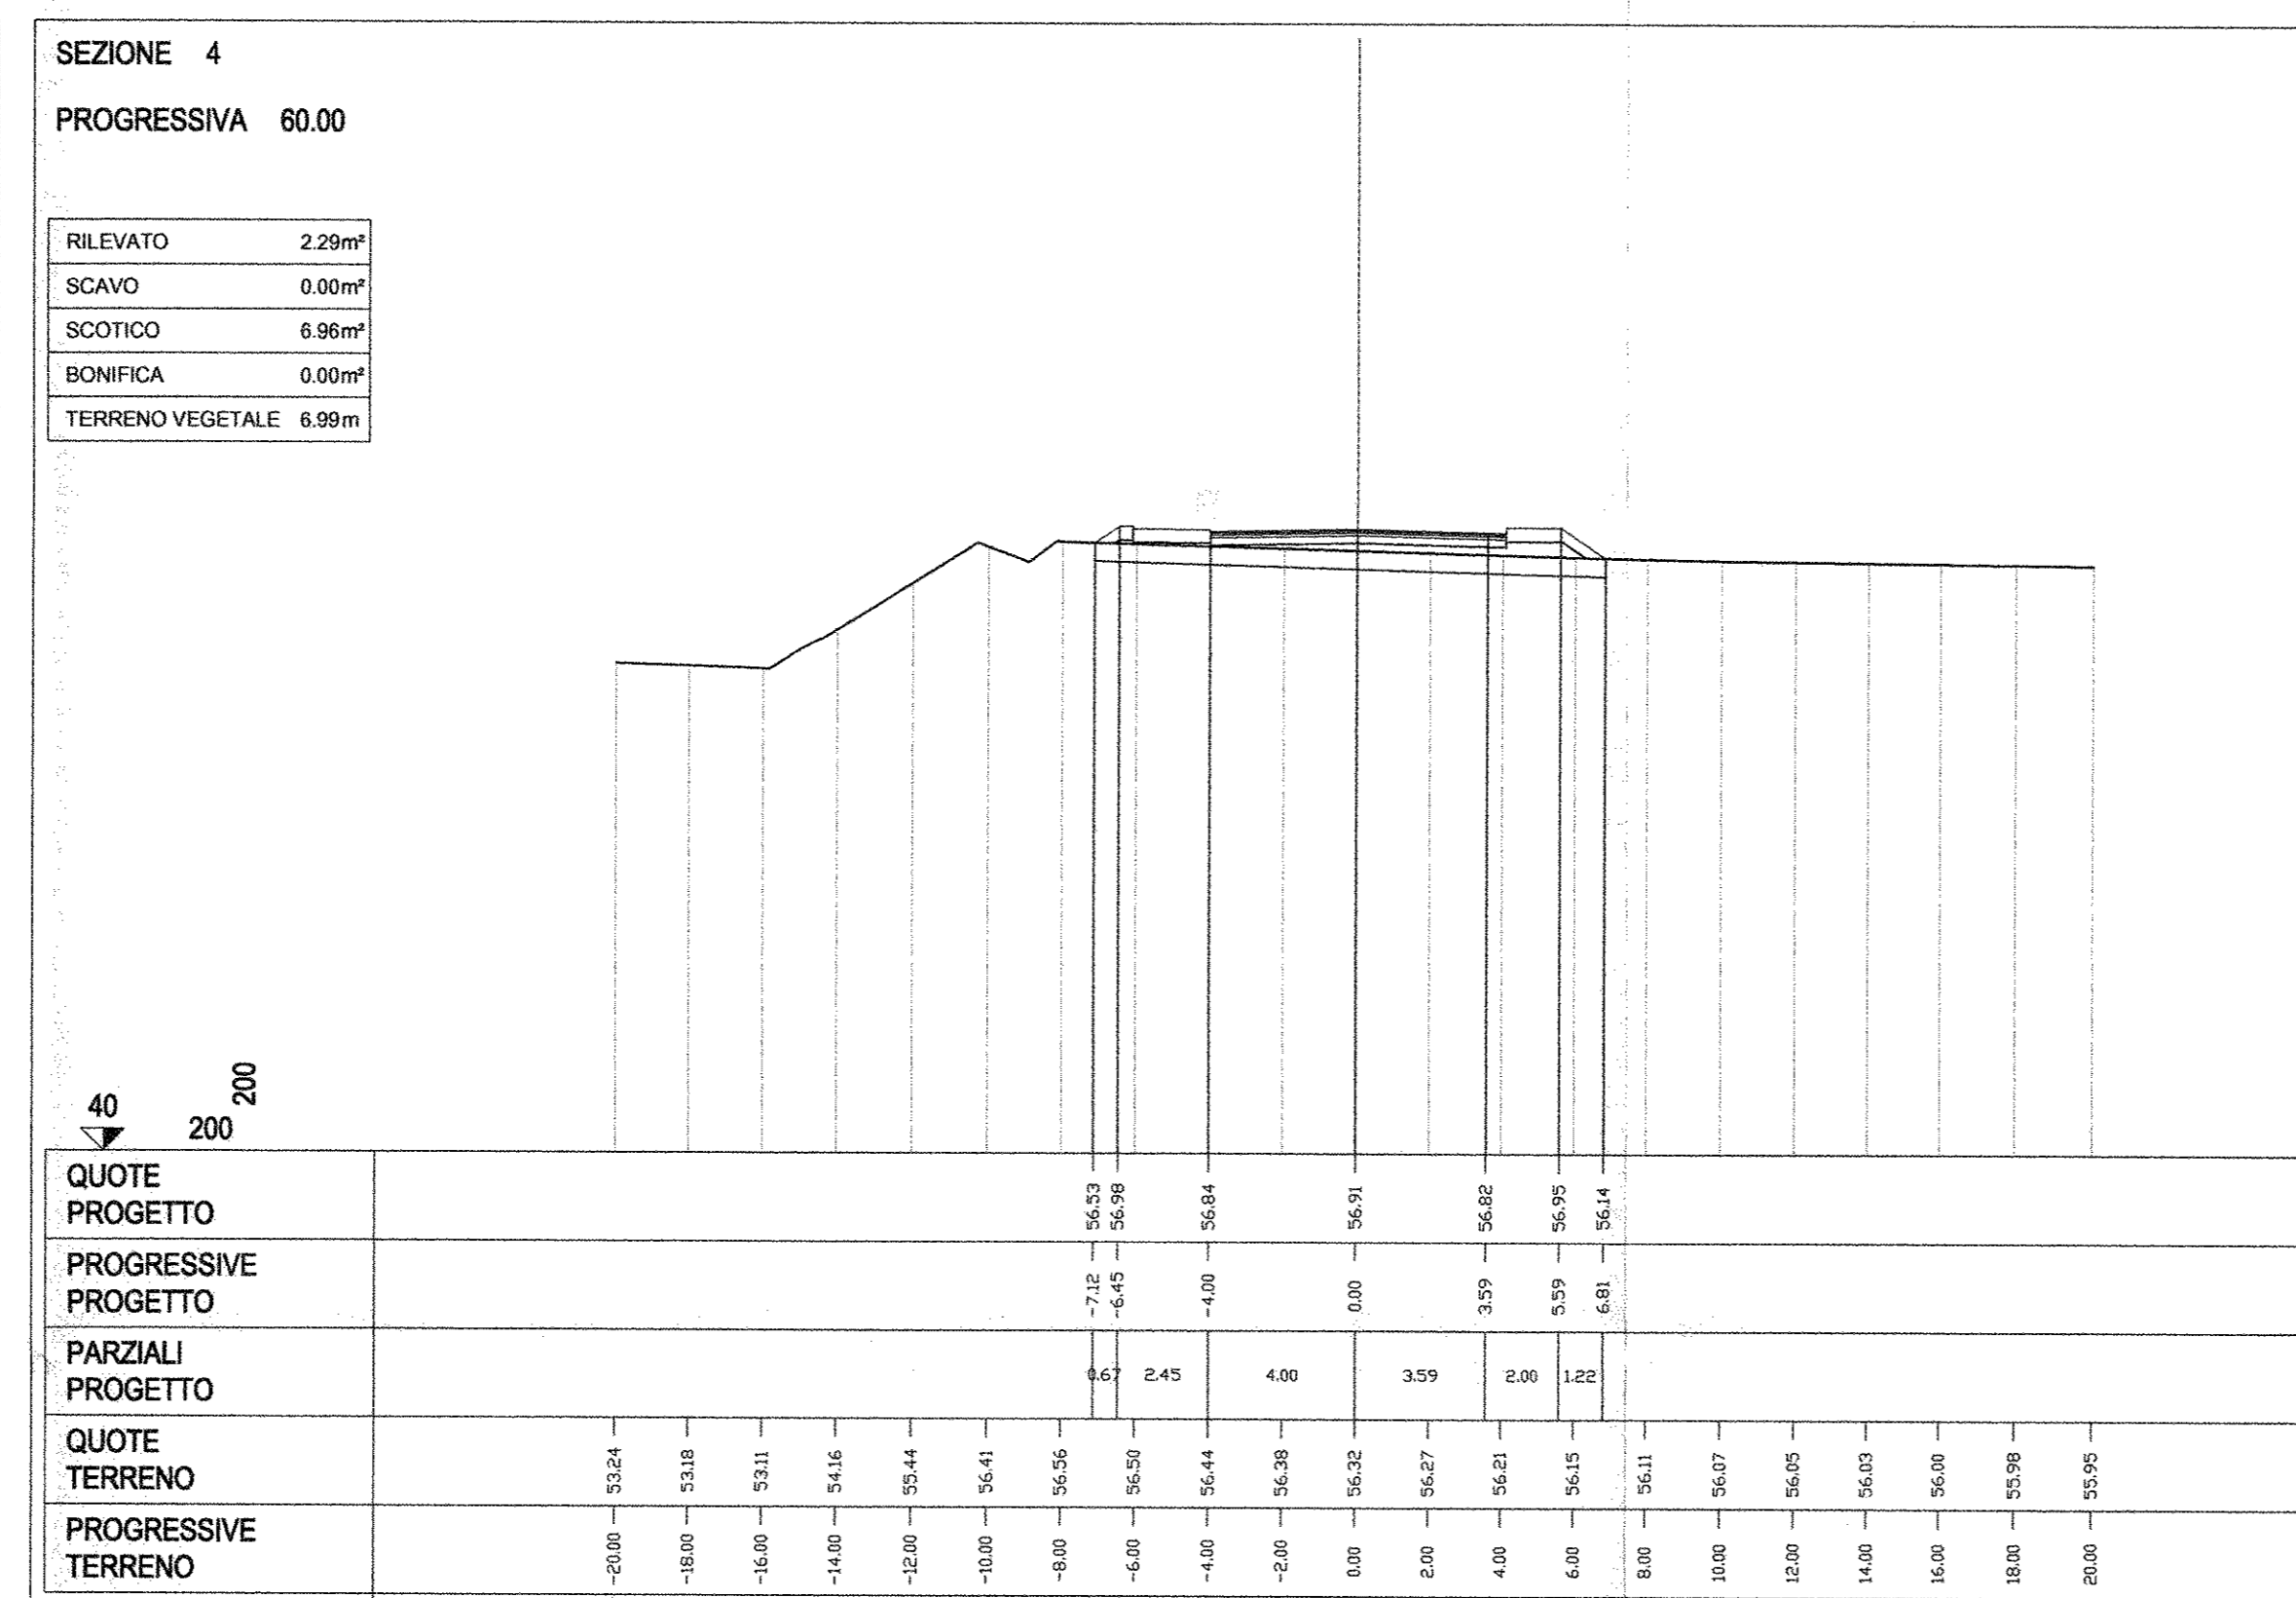 SEZIONE 4
PROGRESSIVA 60.00
RILEVATO 2.29m²
SCAVO 0.00m²
SCOTICO 6.96m²
BONIFICA 0.00m²
TERRENO VEGETALE 6.99m
40
200
200
QUOTE
PROGETTO
56.53 56.98 56.84 56.91 56.82 56.95 56.14
PROGRESSIVE
PROGETTO
-7.12 -6.45 -4.00 0.00 3.59 5.59 6.81
PARZIALI
PROGETTO
0.67 2.45 4.00 3.59 2.00 1.22
QUOTE
TERRENO
53.24 53.18 53.11 54.16 55.44 56.41 56.56 56.50 56.44 56.38 56.32 56.27 56.21 56.15 56.11 56.07 56.05 56.03 56.00 55.98 55.95
PROGRESSIVE
TERRENO
-20.00 -18.00 -16.00 -14.00 -12.00 -10.00 -8.00 -6.00 -4.00 -2.00 0.00 2.00 4.00 6.00 8.00 10.00 12.00 14.00 16.00 18.00 20.00